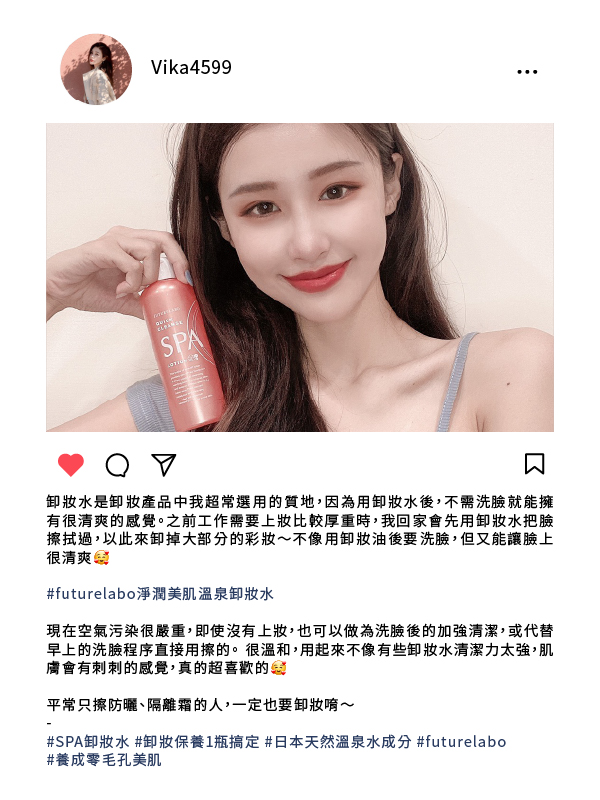 Vika4599
QUICK
CLEANSE
SPA
卸妝水是卸妝產品中我超常選用的質地，因為用卸妝水後，不需洗臉就能擁
有很清爽的感覺。之前工作需要上妝比較厚重時，我回家會先用卸妝水把臉
擦拭過，以此來卸掉大部分的彩妝～不像用卸妝油後要洗臉，但又能讓臉上
很清爽🥰
#futurelabo淨潤美肌溫泉卸妝水
現在空氣污染很嚴重，即使沒有上妝，也可以做為洗臉後的加強清潔，或代替
早上的洗臉程序直接用擦的。 很溫和，用起來不像有些卸妝水清潔力太強，肌
膚會有刺刺的感覺，真的超喜歡的🥰
平常只擦防曬、隔離霜的人，一定也要卸妝唷～
-
#SPA卸妝水 #卸妝保養1瓶搞定 #日本天然溫泉水成分 #futurelabo
#養成零毛孔美肌